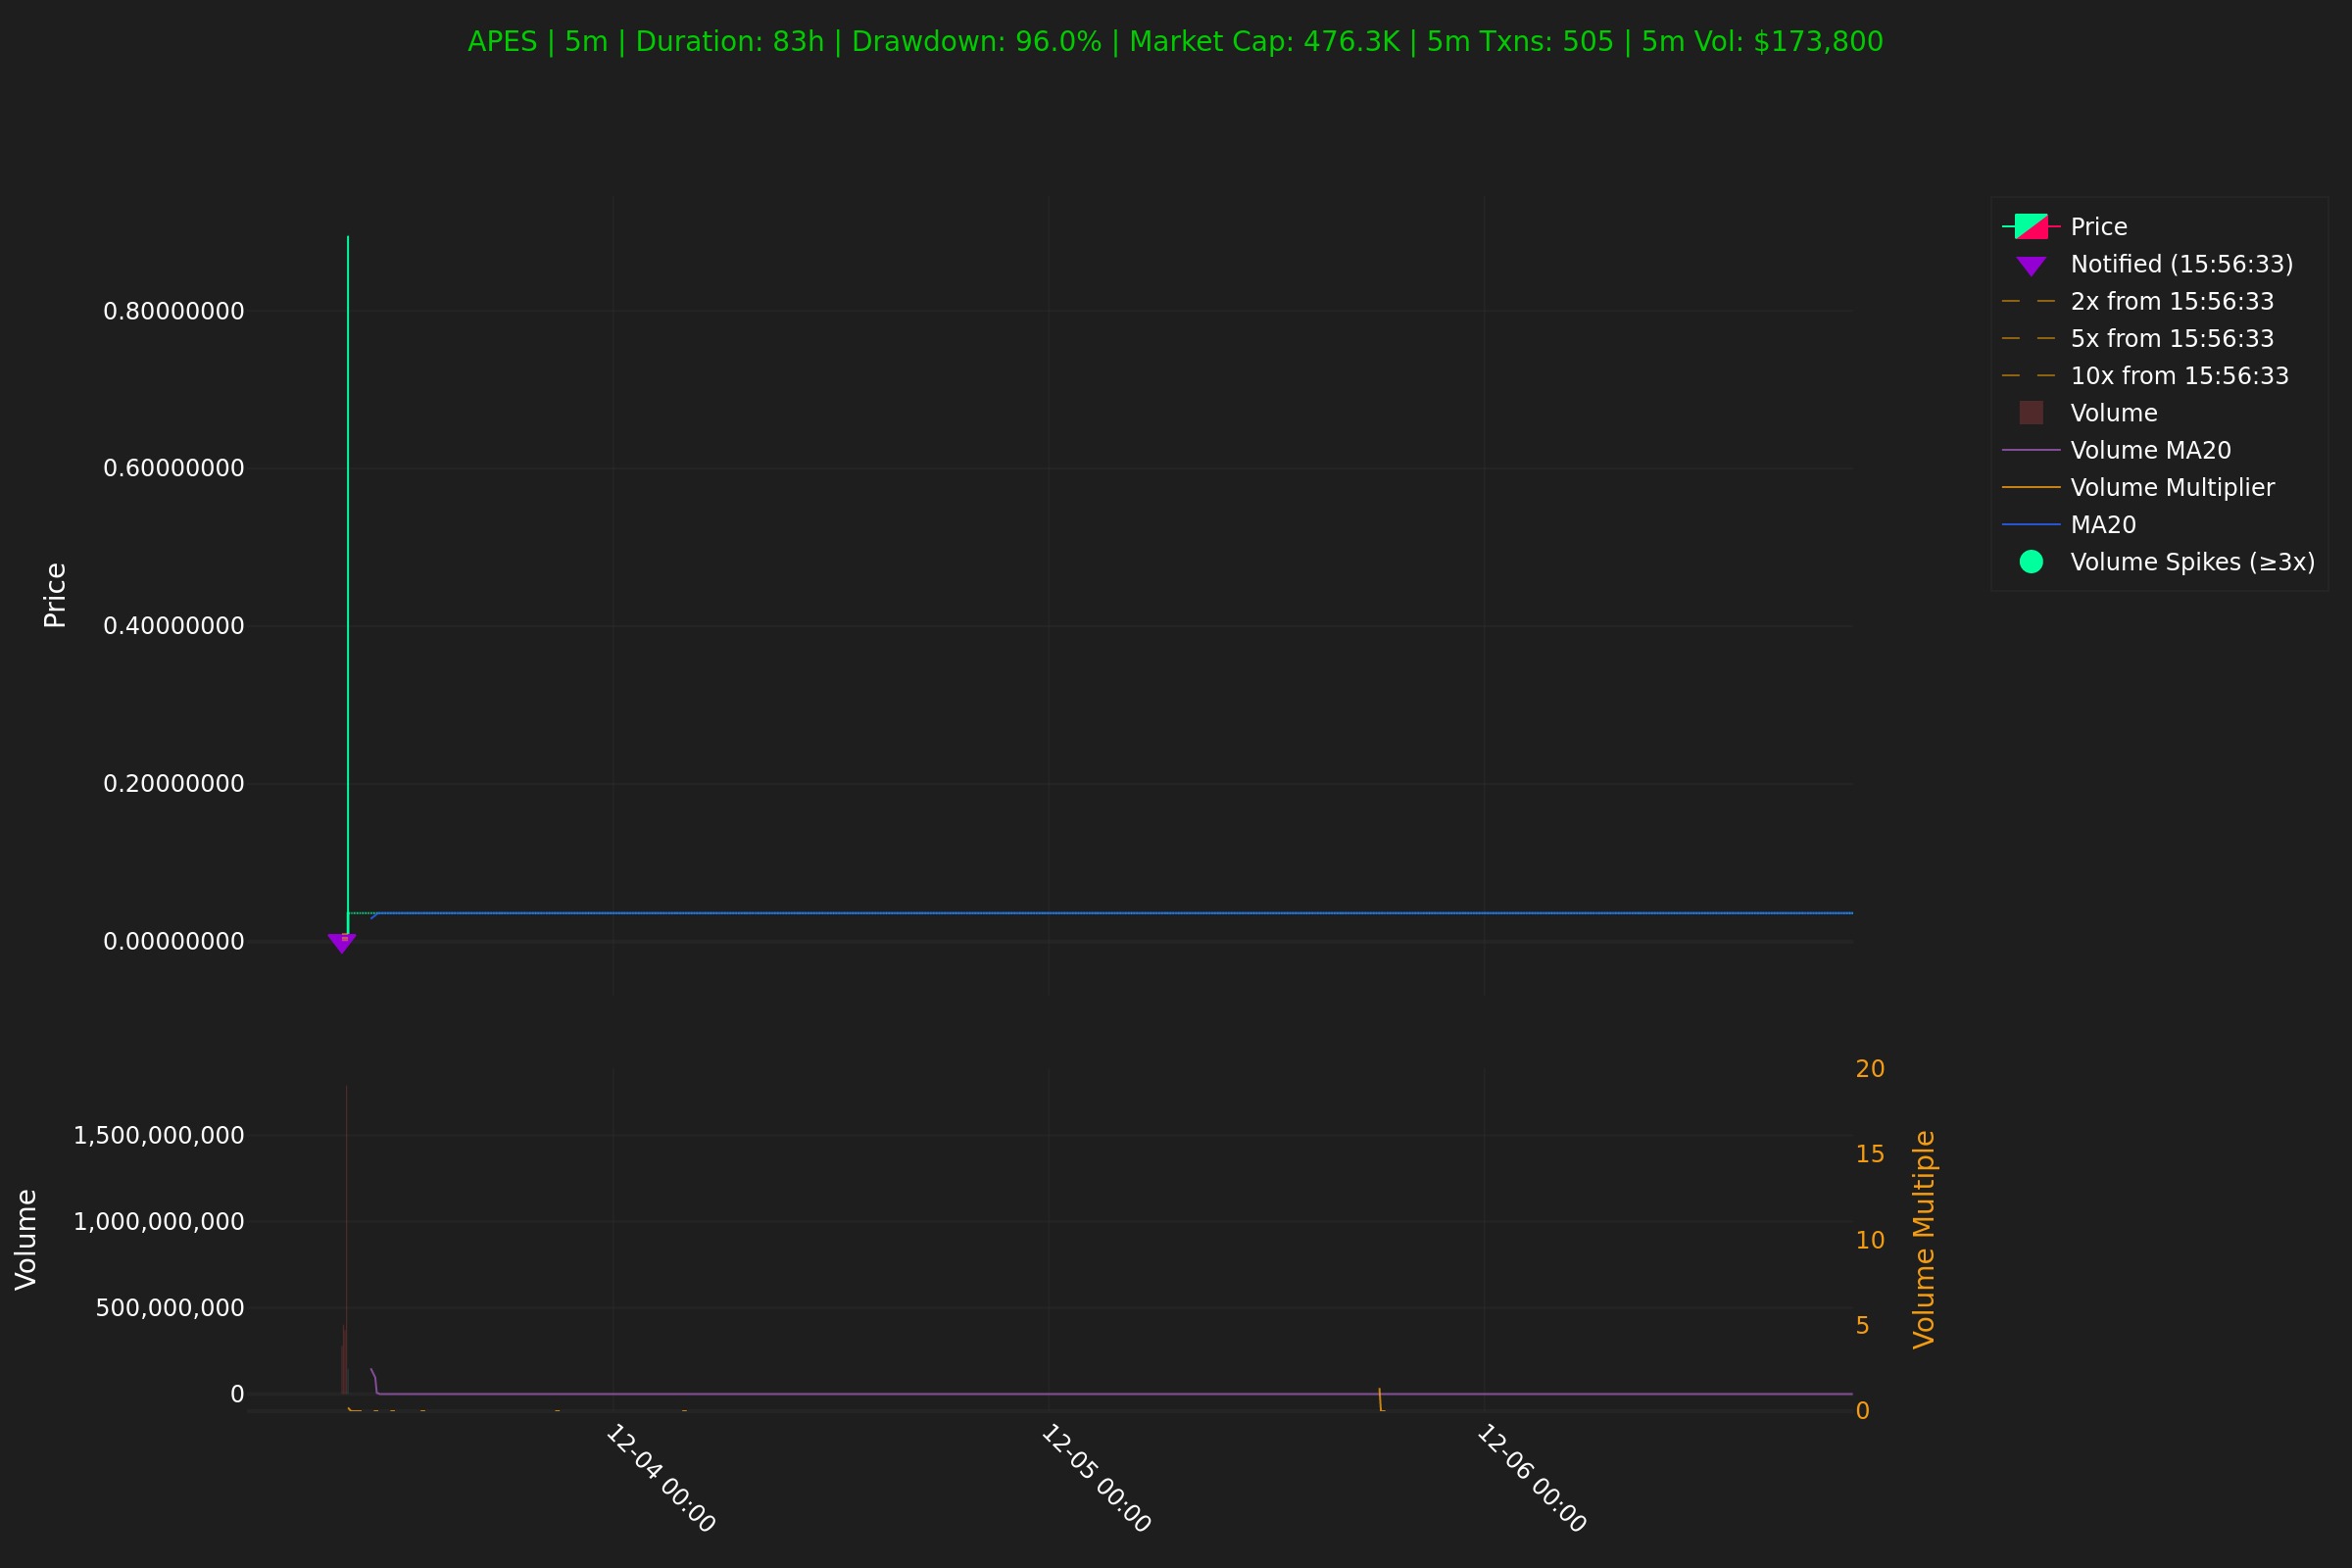 APES | 5m | Duration: 83h | Drawdown: 96.0% | Market Cap: 476.3K | 5m Txns: 505 | 5m Vol: $173,800
Price
0.80000000
0.60000000
0.40000000
0.20000000
0.00000000
Price
Notified (15:56:33)
2x from 15:56:33
5x from 15:56:33
10x from 15:56:33
Volume
Volume MA20
Volume Multiplier
MA20
Volume Spikes (≥3x)
Volume
1,500,000,000
1,000,000,000
500,000,000
0
20
15
10
5
0
Volume Multiple
12-04 00:00
12-05 00:00
12-06 00:00